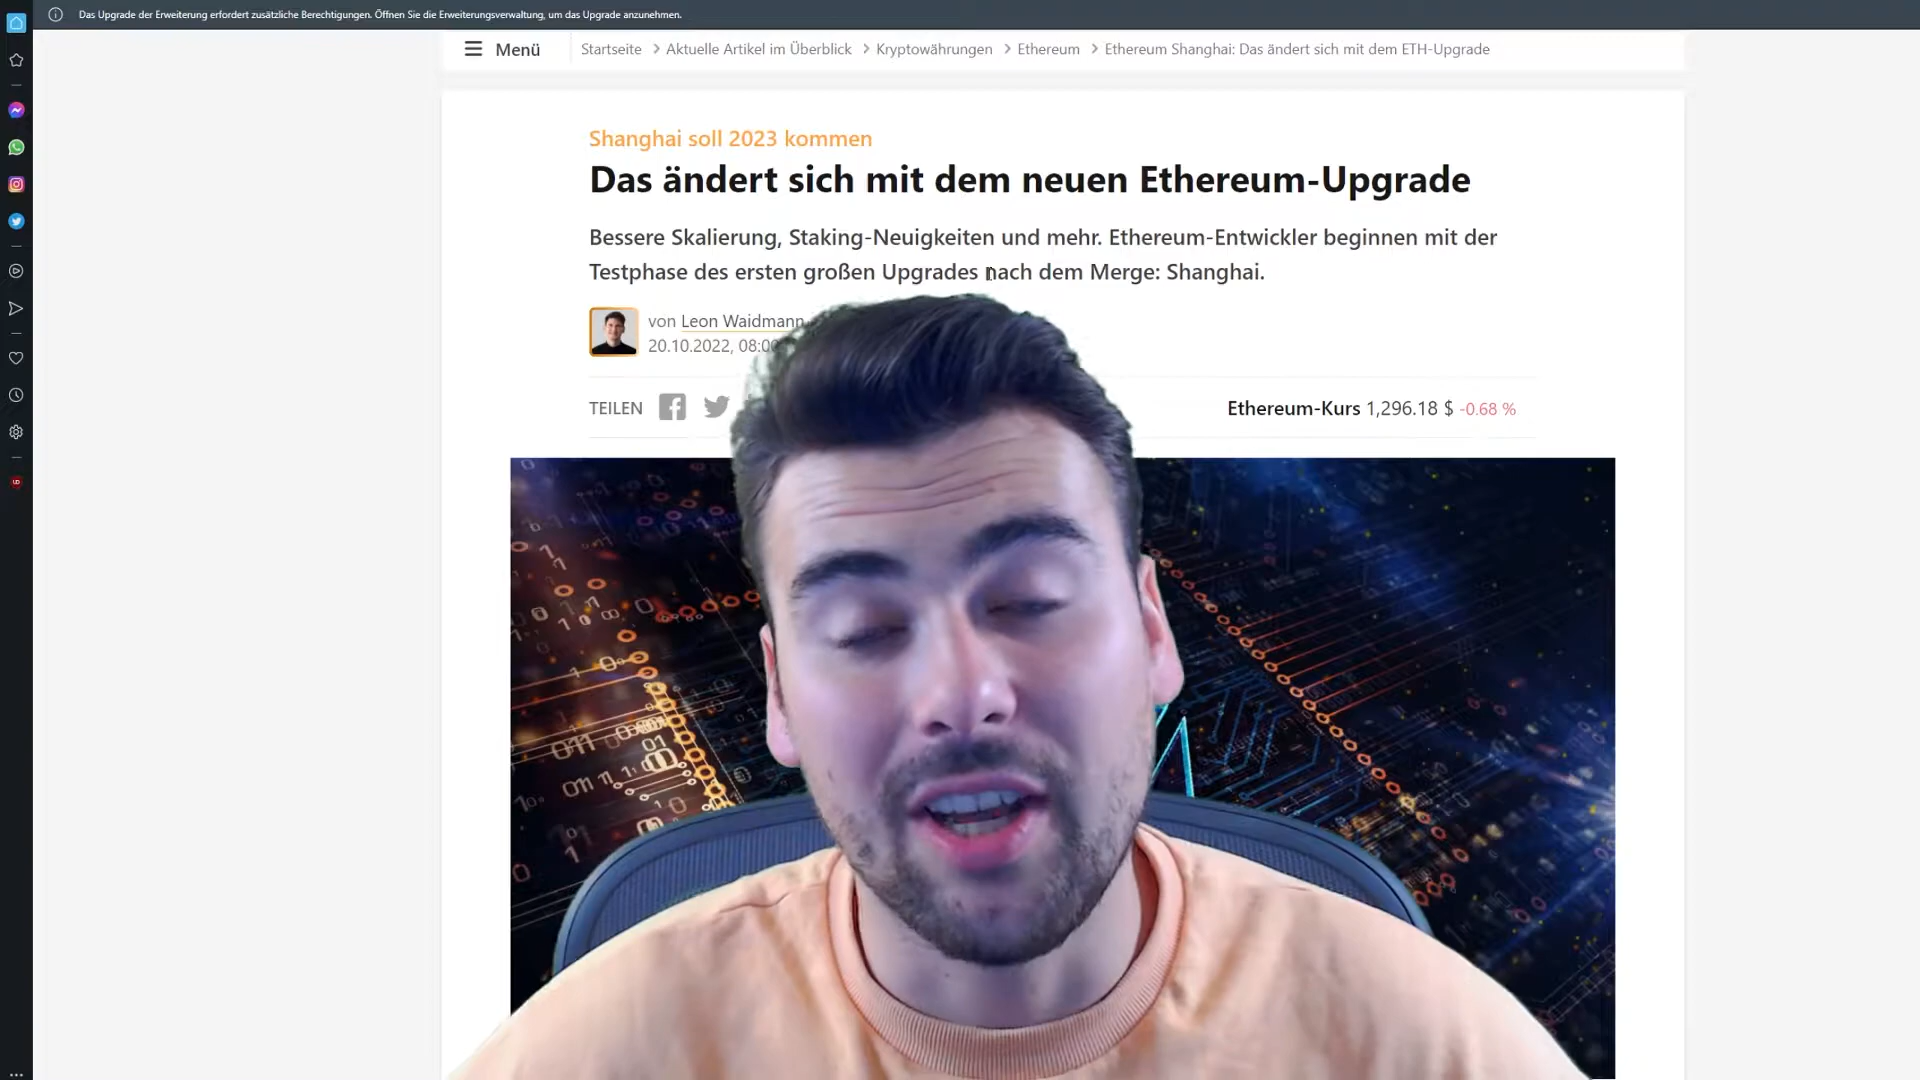 Das Upgrade der Erweiterung erfordert zusätzliche Berechtigungen. Öffnen Sie die Erweiterungsverwaltung, um das Upgrade anzunehmen.
Menü
Startseite > Aktuelle Artikel im Überblick > Kryptowährungen > Ethereum > Ethereum Shanghai: Das ändert sich mit dem ETH-Upgrade
Shanghai soll 2023 kommen
Das ändert sich mit dem neuen Ethereum-Upgrade
Bessere Skalierung, Staking-Neuigkeiten und mehr. Ethereum-Entwickler beginnen mit der
Testphase des ersten großen Upgrades nach dem Merge: Shanghai.
von Leon Waidmann
20.10.2022, 08:00
TEILEN
Ethereum-Kurs 1,296.18 $ -0.68 %